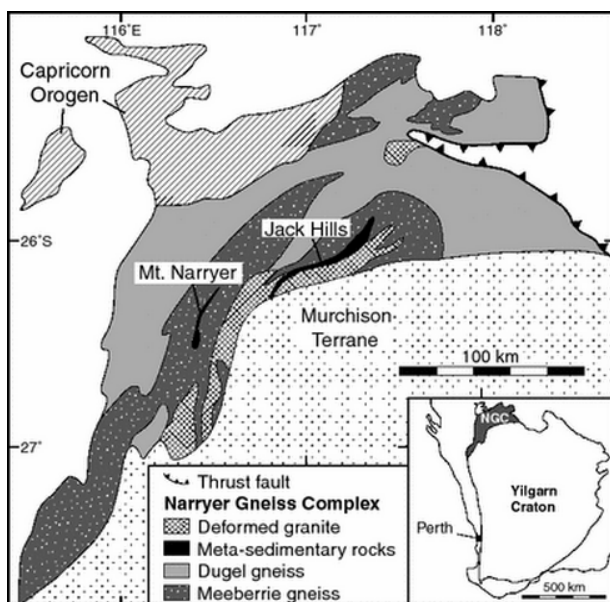 116°E
117°
118°
Capricorn
Orogen
26°S
Jack Hills
Mt. Narryer
Murchison
Terrane
100 km
27°
Thrust fault
Narryer Gneiss Complex
Deformed granite
Meta-sedimentary rocks
Dugel gneiss
Meeberrie gneiss
NGC
Yilgarn
Craton
Perth
500 km